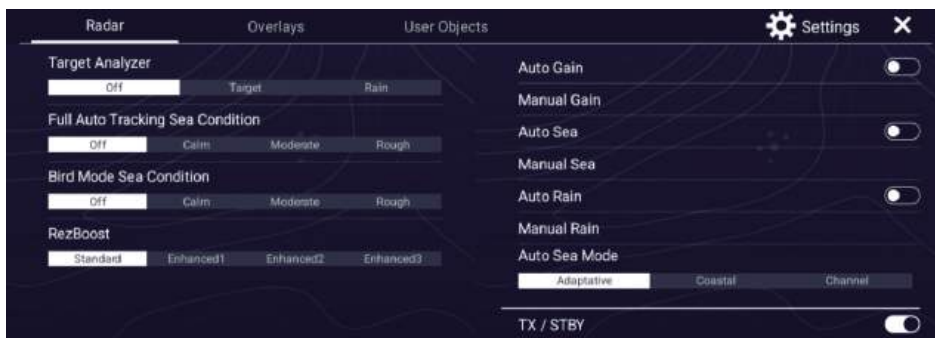 Radar Overlays User Objects Settings
Target Analyzer
Off Target Rain
Full Auto Tracking Sea Condition
Off Calm Moderate Rough
Bird Mode Sea Condition
Off Calm Moderate Rough
RezBoost
Standard Enhanced1 Enhanced2 Enhanced3
Auto Gain
Manual Gain
Auto Sea
Manual Sea
Auto Rain
Manual Rain
Auto Sea Mode
Adaptative Coastal Channel
TX / STBY